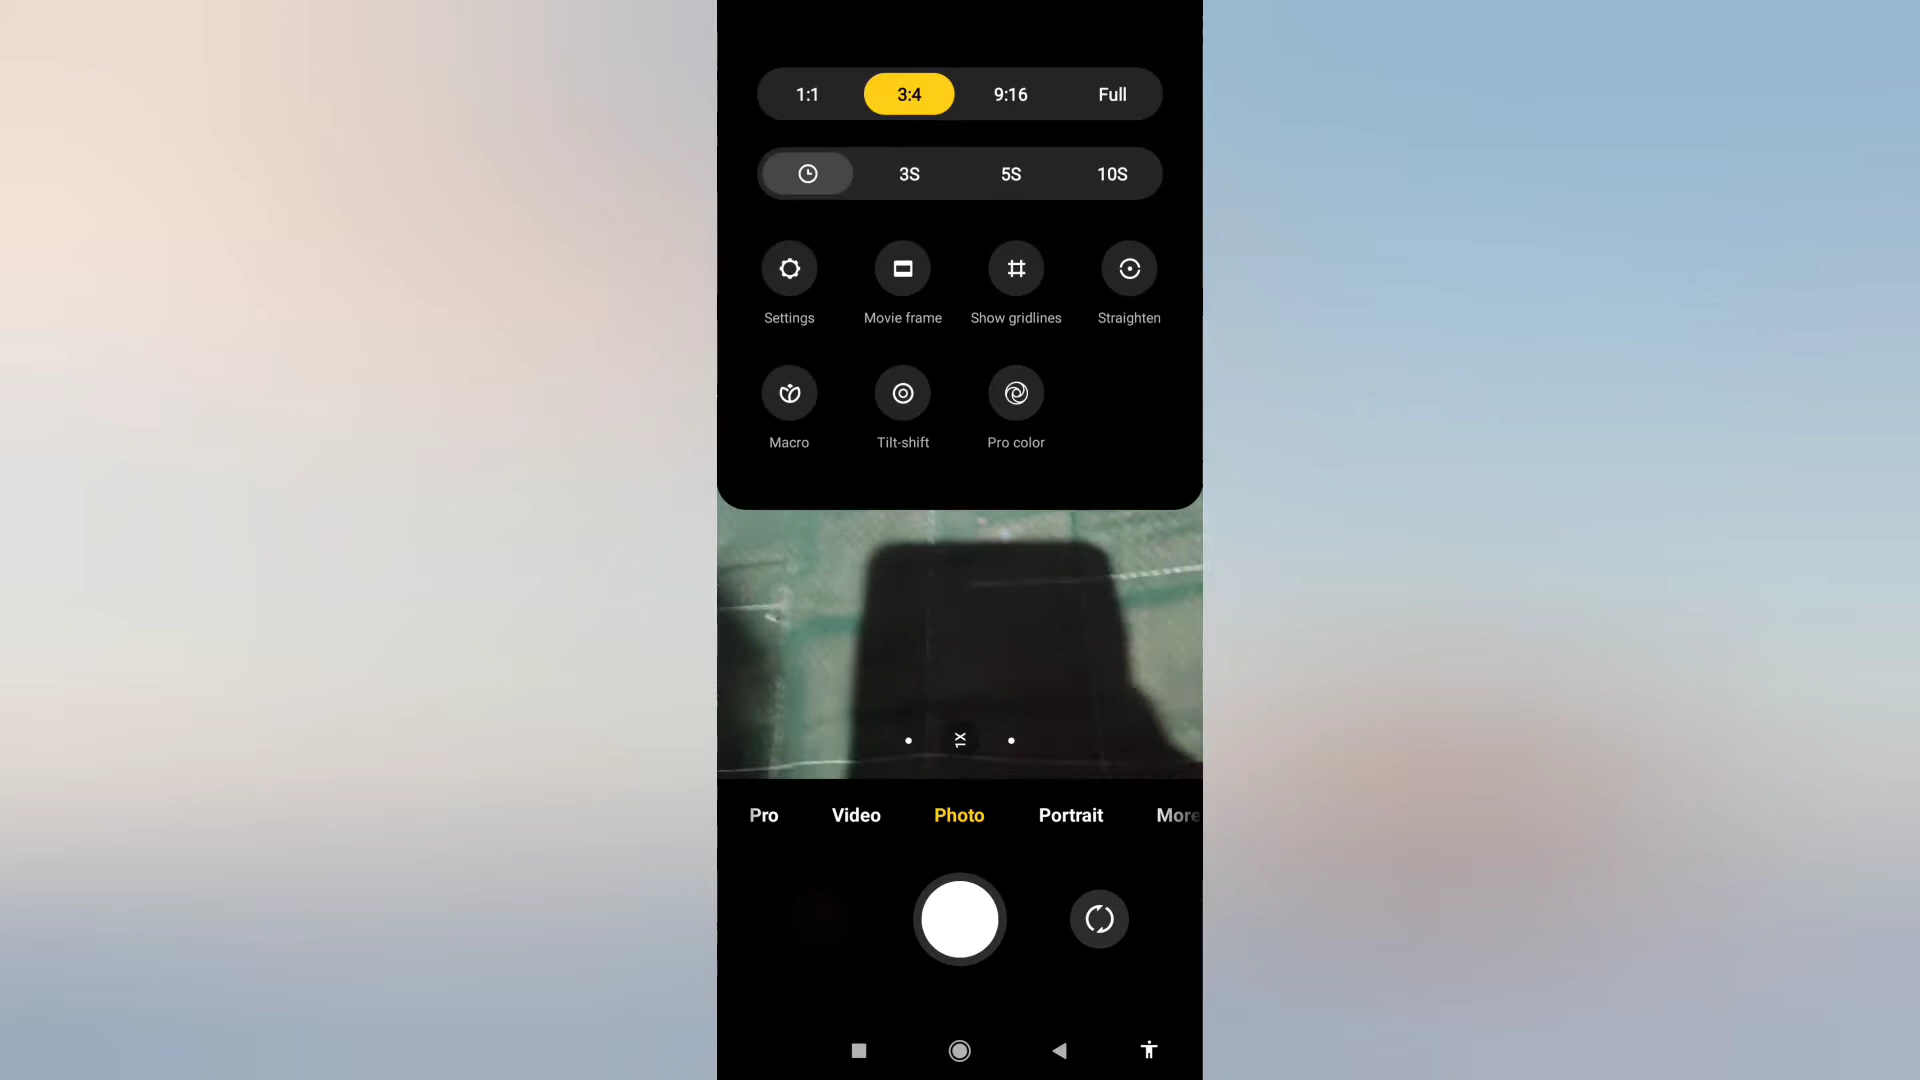 1:1 3:4 9:16 Full
3S 5S 10S
Settings Movie frame Show gridlines Straighten
Macro Tilt-shift Pro color
1X
Pro Video Photo Portrait More